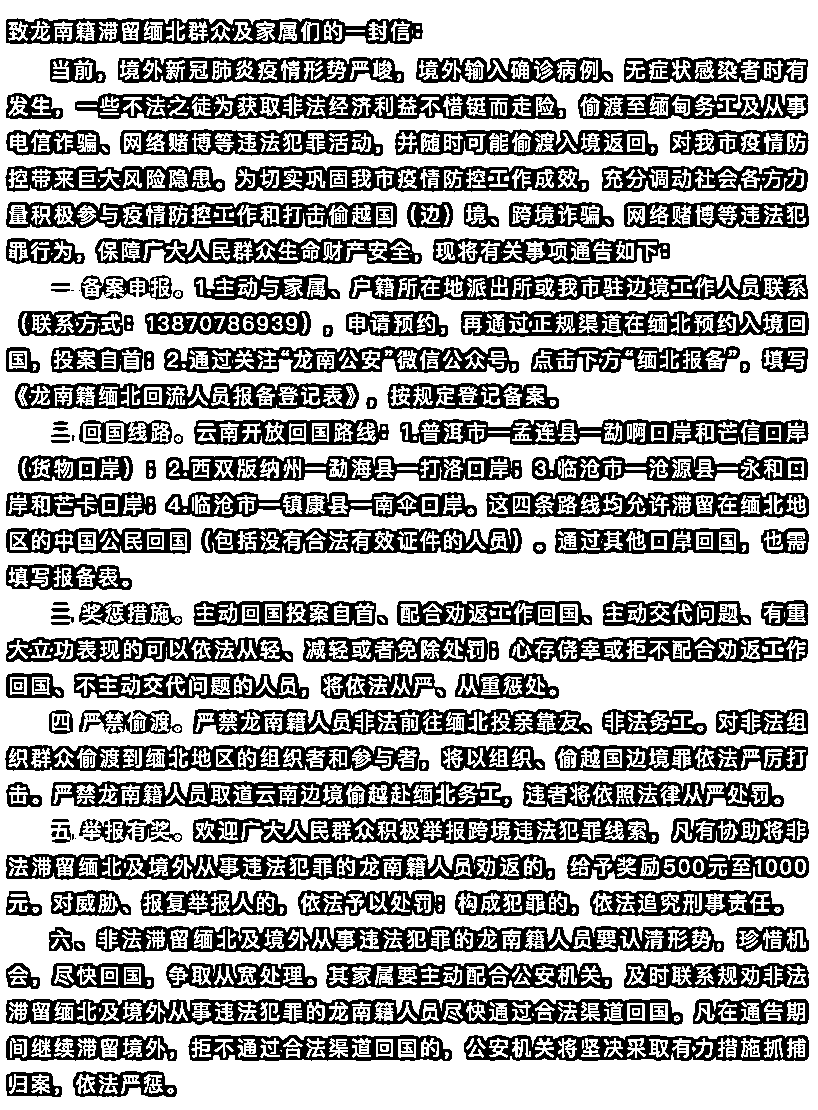 致龙南籍滞留缅北群众及家属们的一封信：
当前，境外新冠肺炎疫情形势严峻，境外输入确诊病例、无症状感染者时有
发生，一些不法之徒为获取非法经济利益不惜铤而走险，偷渡至缅甸务工及从事
电信诈骗、网络赌博等违法犯罪活动，并随时可能偷渡入境返回，对我市疫情防
控带来巨大风险隐患。为切实巩固我市疫情防控工作成效，充分调动社会各方力
量积极参与疫情防控工作和打击偷越国（边）境、跨境诈骗、网络赌博等违法犯
罪行为，保障广大人民群众生命财产安全，现将有关事项通告如下：
一. 备案申报。1.主动与家属、户籍所在地派出所或我市驻边境工作人员联系
（联系方式：13870786939），申请预约，再通过正规渠道在缅北预约入境回
国，投案自首；2.通过关注“龙南公安”微信公众号，点击下方“缅北报备”，填写
《龙南籍缅北回流人员报备登记表》，按规定登记备案。
二.回国线路。云南开放回国路线：1.普洱市—孟连县—勐啊口岸和芒信口岸
（货物口岸）；2.西双版纳州—勐海县—打洛口岸；3.临沧市—沧源县—永和口
岸和芒卡口岸；4.临沧市—镇康县—南伞口岸。这四条路线均允许滞留在缅北地
区的中国公民回国（包括没有合法有效证件的人员）。通过其他口岸回国，也需
填写报备表。
三.奖惩措施。主动回国投案自首、配合劝返工作回国、主动交代问题、有重
大立功表现的可以依法从轻、减轻或者免除处罚；心存侥幸或拒不配合劝返工作
回国、不主动交代问题的人员，将依法从严、从重惩处。
四 严禁偷渡。严禁龙南籍人员非法前往缅北投亲靠友、非法务工。对非法组
织群众偷渡到缅北地区的组织者和参与者，将以组织、偷越国边境罪依法严厉打
击。严禁龙南籍人员取道云南边境偷越赴缅北务工，违者将依照法律从严处罚。
五.举报有奖。欢迎广大人民群众积极举报跨境违法犯罪线索，凡有协助将非
法滞留缅北及境外从事违法犯罪的龙南籍人员劝返的，给予奖励500元至1000
元。对威胁、报复举报人的，依法予以处罚；构成犯罪的，依法追究刑事责任。
六、非法滞留缅北及境外从事违法犯罪的龙南籍人员要认清形势，珍惜机
会，尽快回国，争取从宽处理。其家属要主动配合公安机关，及时联系规劝非法
滞留缅北及境外从事违法犯罪的龙南籍人员尽快通过合法渠道回国。凡在通告期
间继续滞留境外，拒不通过合法渠道回国的，公安机关将坚决采取有力措施抓捕
归案，依法严惩。